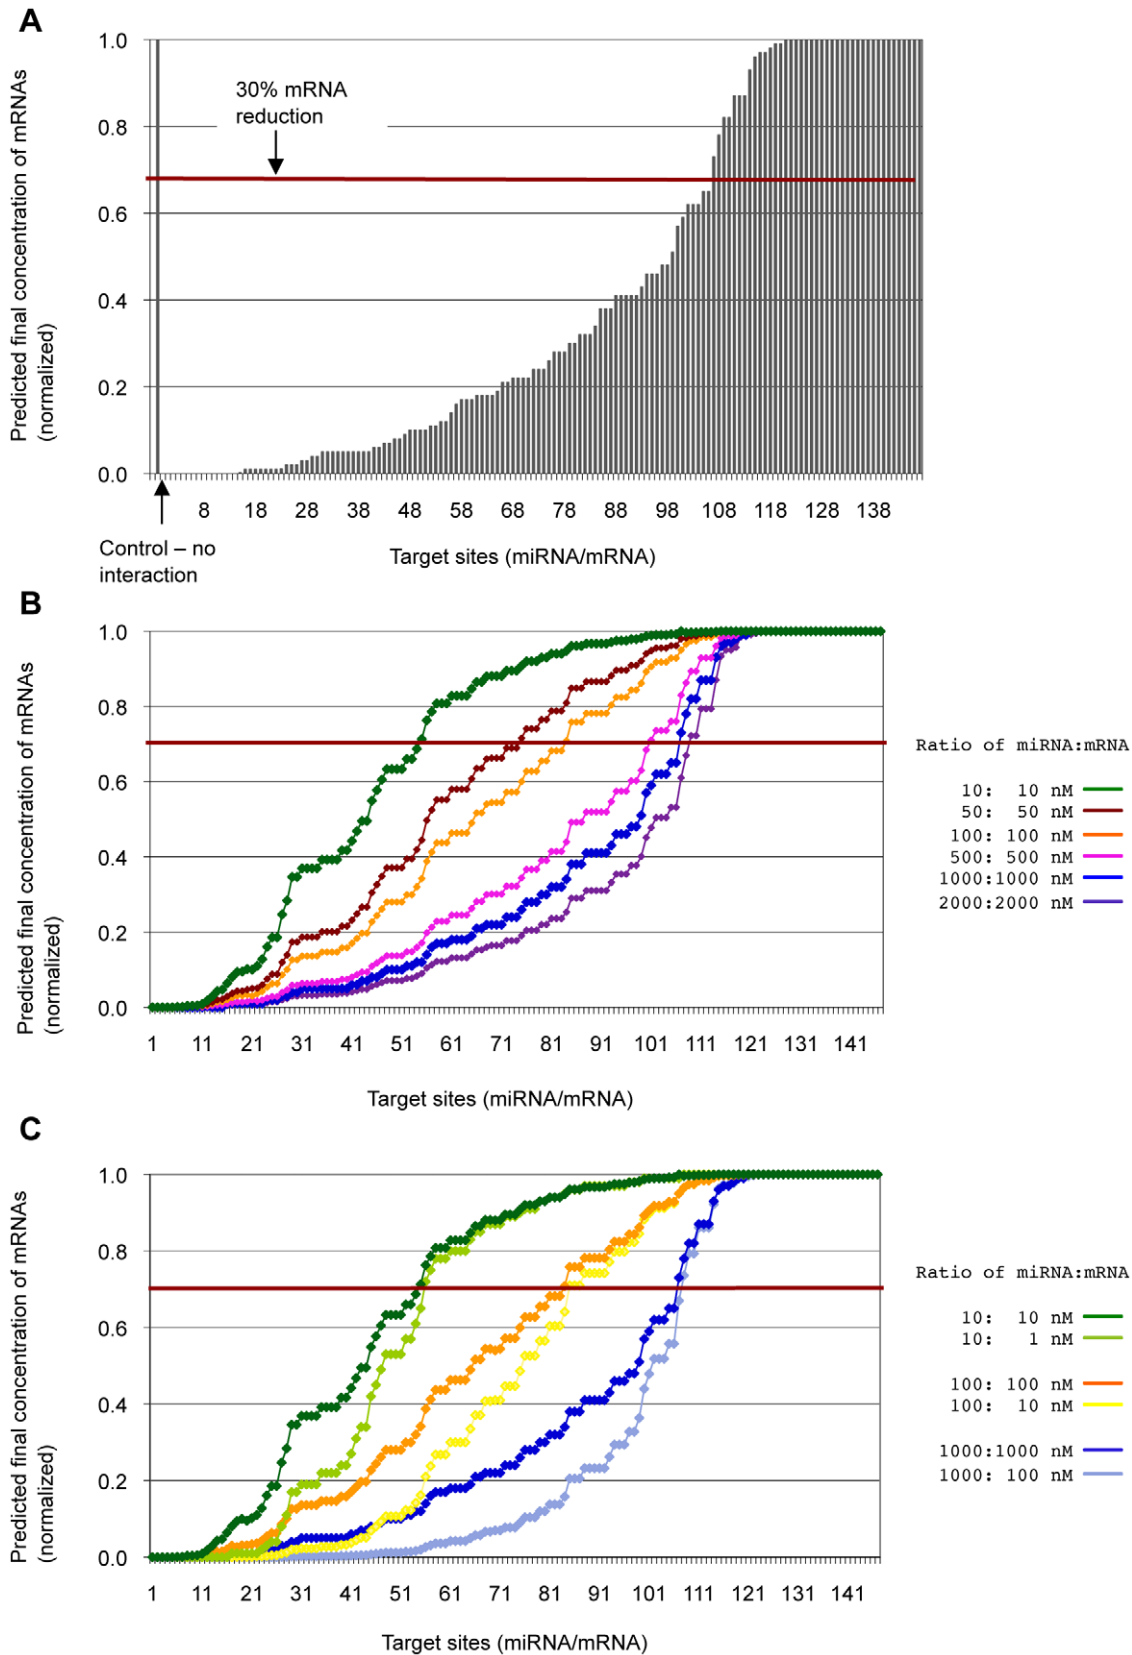 A
Predicted final concentration of mRNAs
(normalized)
1.0
0.8
0.6
0.4
0.2
0.0
30% mRNA
reduction
8 18 28 38 48 58 68 78 88 98 108 118 128 138
Control – no
interaction
Target sites (miRNA/mRNA)
B
Predicted final concentration of mRNAs
(normalized)
1.0
0.8
0.6
0.4
0.2
0.0
1 11 21 31 41 51 61 71 81 91 101 111 121 131 141
Target sites (miRNA/mRNA)
Ratio of miRNA:mRNA
10: 10 nM
50: 50 nM
100: 100 nM
500: 500 nM
1000:1000 nM
2000:2000 nM
C
Predicted final concentration of mRNAs
(normalized)
1.0
0.8
0.6
0.4
0.2
0.0
1 11 21 31 41 51 61 71 81 91 101 111 121 131 141
Target sites (miRNA/mRNA)
Ratio of miRNA:mRNA
10: 10 nM
10: 1 nM
100: 100 nM
100: 10 nM
1000:1000 nM
1000: 100 nM